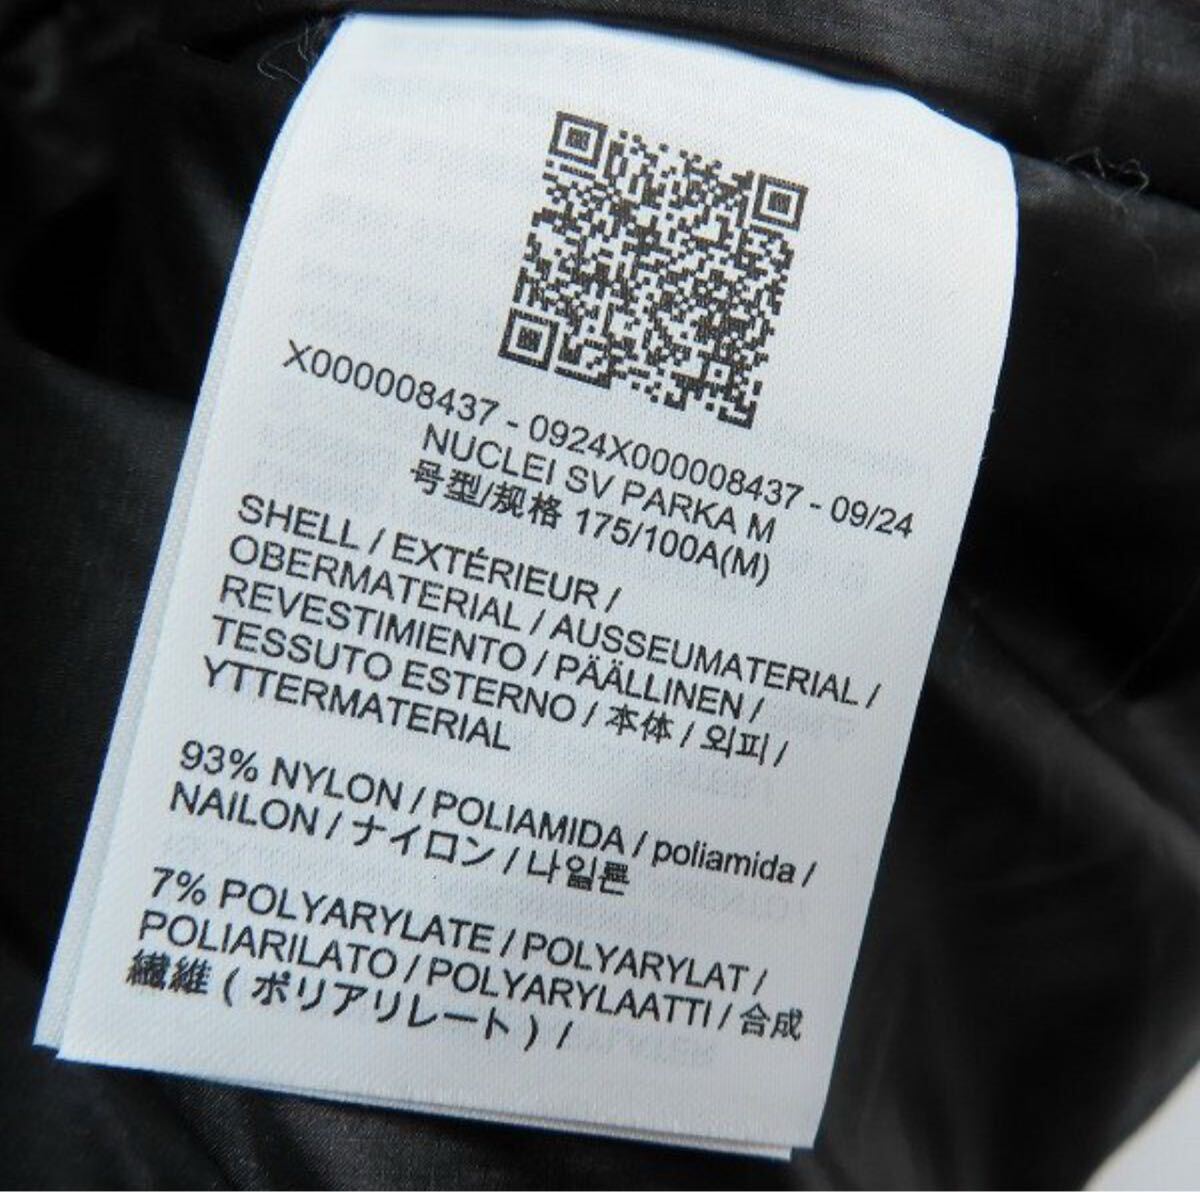 X000008437 - 0924X000008437 - 09/24
NUCLEI SV PARKA M
号型/规格 175/100A(M)
SHELL / EXTÉRIEUR /
OBERMATERIAL / AUSSEUMATERIAL /
REVESTIMIENTO / PÄÄLLINEN /
TESSUTO ESTERNO / 本体 / 외피 /
YTTERMATERIAL
93% NYLON / POLIAMIDA / poliamida /
NAILON / ナイロン / 나일론
7% POLYARYLATE / POLYARYLAT /
POLIARILATO / POLYARYLAATTI / 合成
繊維 ( ポリアリレート ) /